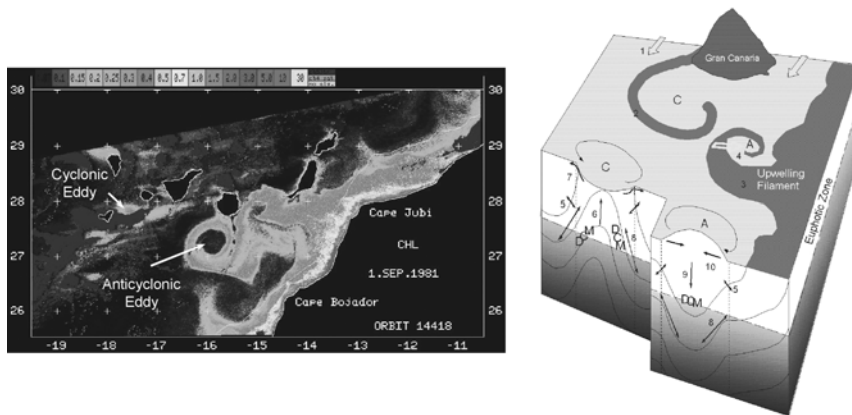 0.1 0.15 0.2 0.25 0.3 0.4 0.5 0.7 1.0 1.5 2.0 3.0 5.0 10 30
30 30
29 29
28 28
27 27
26 26
-19 -18 -17 -16 -15 -14 -13 -12 -11
Cyclonic
Eddy
Anticyclonic
Eddy
Cape Jubi
CHL
1.SEP.1981
Cape Bojador
ORBIT 14418
1
Gran Canaria
C
2
A
4
Upwelling
Filament
3
C
7
5
6
8
DCM
DCM
A
9
10
5
DCM
8
Euphotic Zone